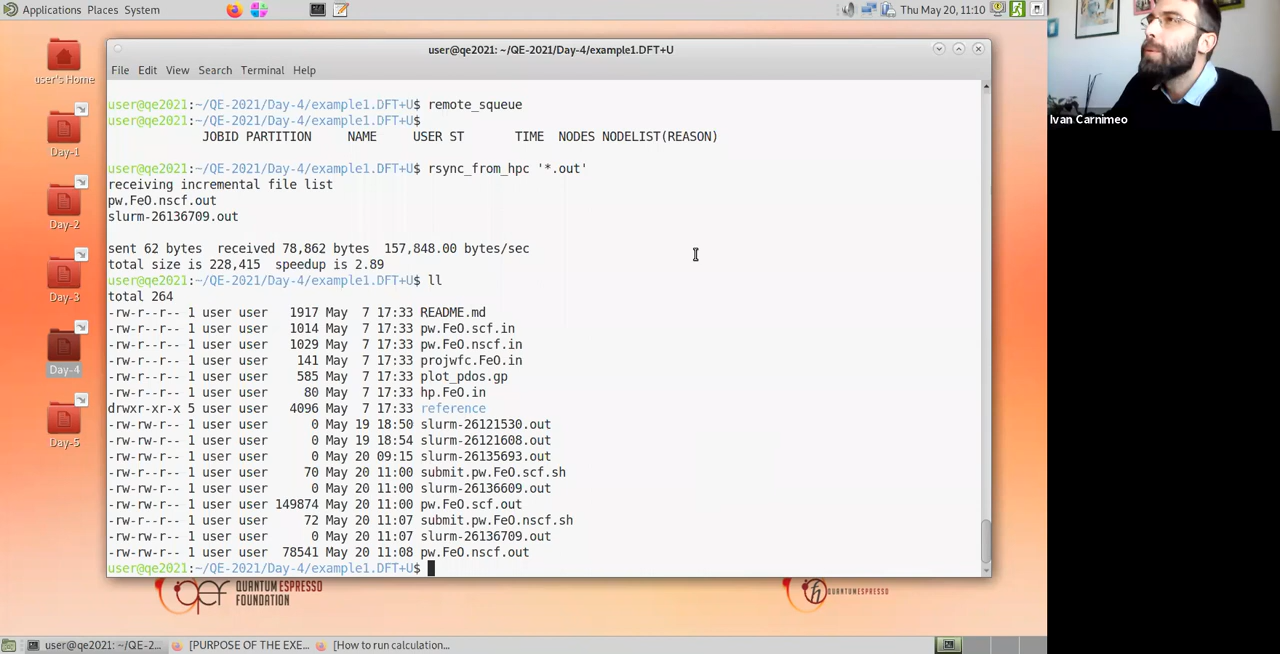 Applications Places System
Thu May 20, 11:10
user's Home
Day-1
Day-2
Day-3
Day-4
Day-5
user@qe2021: ~/QE-2021/Day-4/example1.DFT+U
File Edit View Search Terminal Help
user@qe2021:~/QE-2021/Day-4/example1.DFT+U$ remote_squeue
user@qe2021:~/QE-2021/Day-4/example1.DFT+U$
JOBID PARTITION NAME USER ST TIME NODES NODELIST(REASON)
user@qe2021:~/QE-2021/Day-4/example1.DFT+U$ rsync_from_hpc '*.out'
receiving incremental file list
pw.FeO.nscf.out
slurm-26136709.out
sent 62 bytes received 78,862 bytes 157,848.00 bytes/sec
total size is 228,415 speedup is 2.89
user@qe2021:~/QE-2021/Day-4/example1.DFT+U$ ll
total 264
-rw-r--r-- 1 user user 1917 May 7 17:33 README.md
-rw-r--r-- 1 user user 1014 May 7 17:33 pw.FeO.scf.in
-rw-r--r-- 1 user user 1029 May 7 17:33 pw.FeO.nscf.in
-rw-r--r-- 1 user user 141 May 7 17:33 projwfc.FeO.in
-rw-r--r-- 1 user user 585 May 7 17:33 plot_pdos.gp
-rw-r--r-- 1 user user 80 May 7 17:33 hp.FeO.in
drwxr-xr-x 5 user user 4096 May 7 17:33 reference
-rw-rw-r-- 1 user user 0 May 19 18:50 slurm-26121530.out
-rw-rw-r-- 1 user user 0 May 19 18:54 slurm-26121608.out
-rw-rw-r-- 1 user user 0 May 20 09:15 slurm-26135693.out
-rw-r--r-- 1 user user 70 May 20 11:00 submit.pw.FeO.scf.sh
-rw-rw-r-- 1 user user 0 May 20 11:00 slurm-26136609.out
-rw-rw-r-- 1 user user 149874 May 20 11:00 pw.FeO.scf.out
-rw-r--r-- 1 user user 72 May 20 11:07 submit.pw.FeO.nscf.sh
-rw-rw-r-- 1 user user 0 May 20 11:07 slurm-26136709.out
-rw-rw-r-- 1 user user 78541 May 20 11:08 pw.FeO.nscf.out
user@qe2021:~/QE-2021/Day-4/example1.DFT+U$
QUANTUM ESPRESSO
FOUNDATION
QUANTUM ESPRESSO
user@qe2021: ~/QE-2...
[PURPOSE OF THE EXE...
[How to run calculation...
Ivan Carnimeo